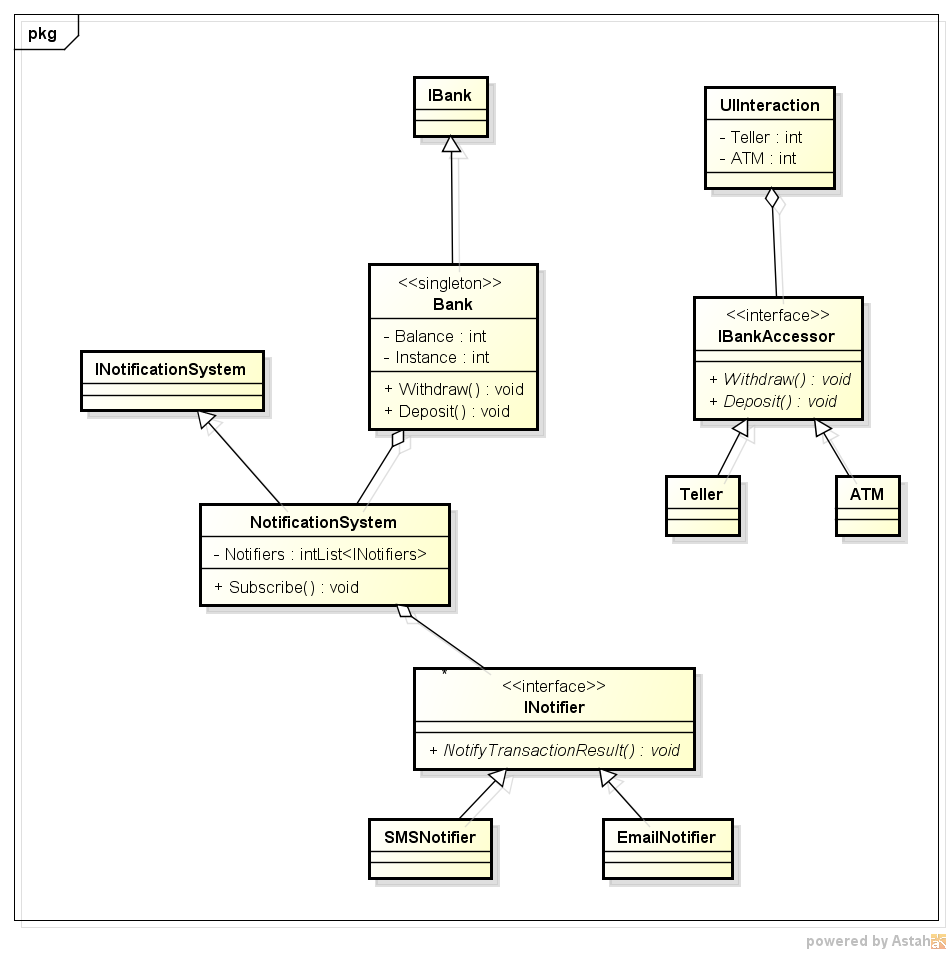 pkg
IBank
UIInteraction
- Teller : int
- ATM : int
<<singleton>>
Bank
- Balance : int
- Instance : int
+ Withdraw() : void
+ Deposit() : void
<<interface>>
IBankAccessor
+ Withdraw() : void
+ Deposit() : void
INotificationSystem
Teller
ATM
NotificationSystem
- Notifiers : intList<INotifiers>
+ Subscribe() : void
*
<<interface>>
INotifier
+ NotifyTransactionResult() : void
SMSNotifier
EmailNotifier
powered by Astah